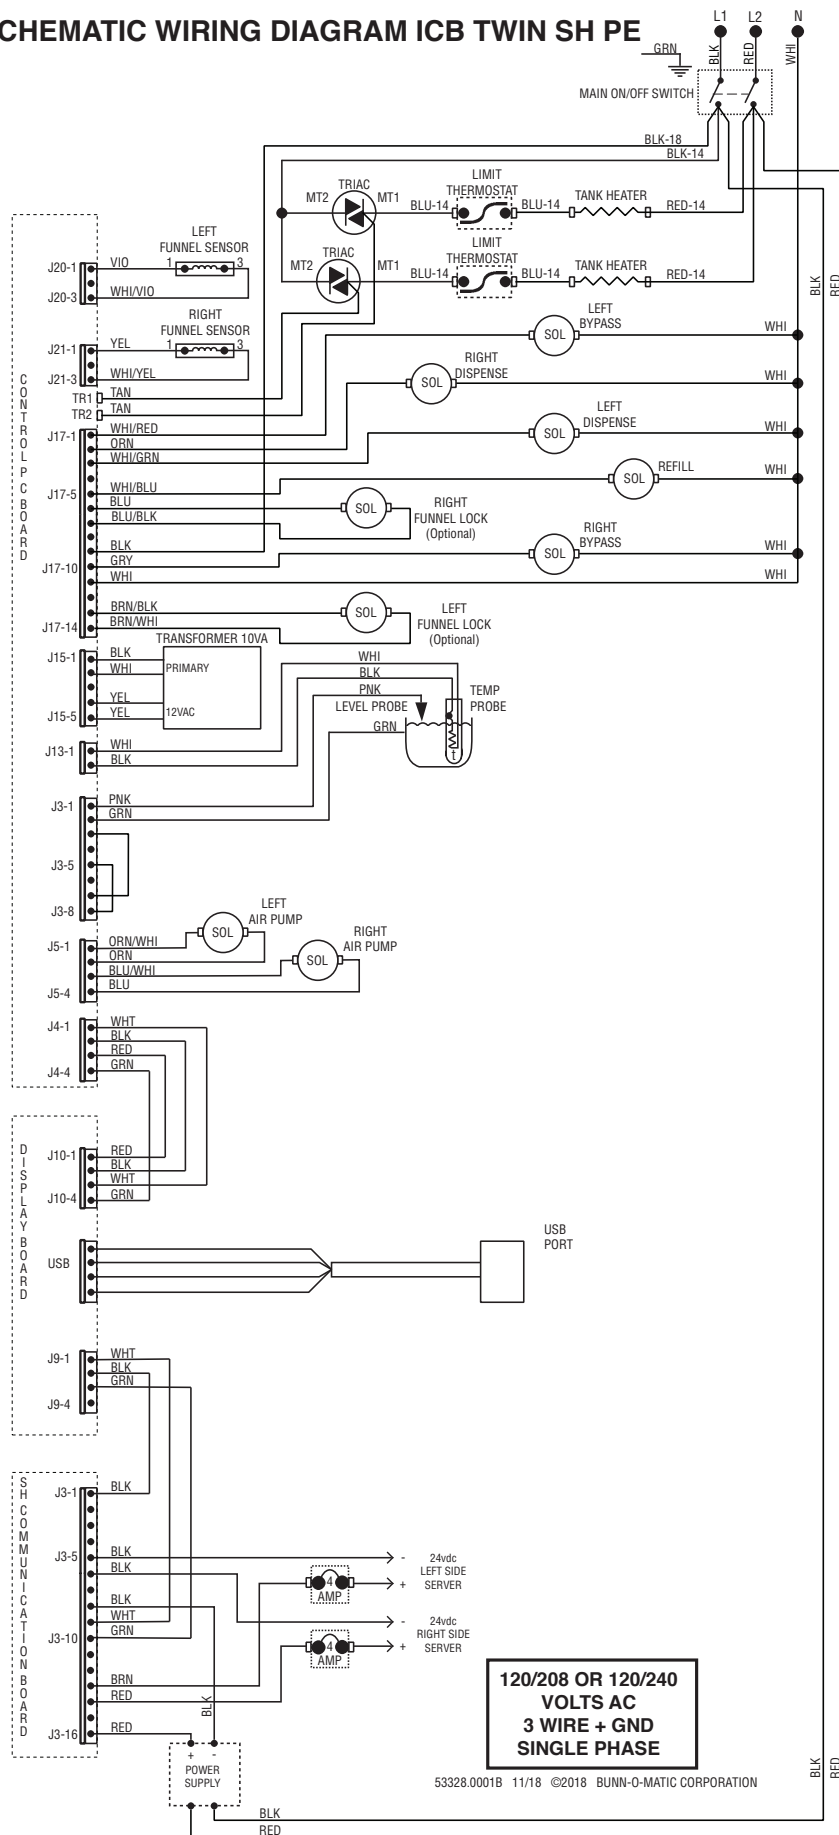 CHEMATIC WIRING DIAGRAM ICB TWIN SH PE
L1 L2 N
GRN
BLK
RED
WHI
MAIN ON/OFF SWITCH
BLK-18
BLK-14
TRIAC
MT2 MT1
BLU-14
LIMIT
THERMOSTAT
BLU-14
TANK HEATER
RED-14
TRIAC
MT2 MT1
BLU-14
LIMIT
THERMOSTAT
BLU-14
TANK HEATER
RED-14
BLK
RED
CONTROL PC BOARD
LEFT
FUNNEL SENSOR
J20-1 VIO 1 3
J20-3 WHI/VIO
RIGHT
FUNNEL SENSOR
J21-1 YEL 1 3
J21-3 WHI/YEL
TR1 TAN
TR2 TAN
SOL
LEFT
BYPASS
WHI
SOL
RIGHT
DISPENSE
WHI
SOL
LEFT
DISPENSE
WHI
SOL
REFILL
WHI
J17-1 WHI/RED
ORN
WHI/GRN
J17-5 WHI/BLU
BLU
BLU/BLK
BLK
J17-10 GRY
WHI
BRN/BLK
J17-14 BRN/WHI
SOL
RIGHT
FUNNEL LOCK
(Optional)
SOL
RIGHT
BYPASS
WHI
WHI
SOL
LEFT
FUNNEL LOCK
(Optional)
TRANSFORMER 10VA
J15-1 BLK
WHI PRIMARY
YEL
J15-5 YEL 12VAC
WHI
BLK
PNK
LEVEL PROBE
GRN
TEMP
PROBE
t
J13-1 WHI
BLK
J3-1 PNK
GRN
J3-5
J3-8
LEFT
AIR PUMP
SOL
RIGHT
AIR PUMP
SOL
J5-1 ORN/WHI
ORN
BLU/WHI
J5-4 BLU
J4-1 WHT
BLK
RED
J4-4 GRN
DISPLAY BOARD
J10-1 RED
BLK
WHT
J10-4 GRN
USB
USB
PORT
J9-1 WHT
BLK
GRN
J9-4
SH COMMUNICATION BOARD
J3-1 BLK
J3-5 BLK
BLK
BLK
WHT
J3-10 GRN
BRN
RED
J3-16 RED
BLK
- 24vdc
LEFT SIDE
+ SERVER
4
AMP
- 24vdc
RIGHT SIDE
+ SERVER
4
AMP
+ -
POWER
SUPPLY
BLK
RED
120/208 OR 120/240
VOLTS AC
3 WIRE + GND
SINGLE PHASE
53328.0001B 11/18 ©2018 BUNN-O-MATIC CORPORATION
BLK
RED